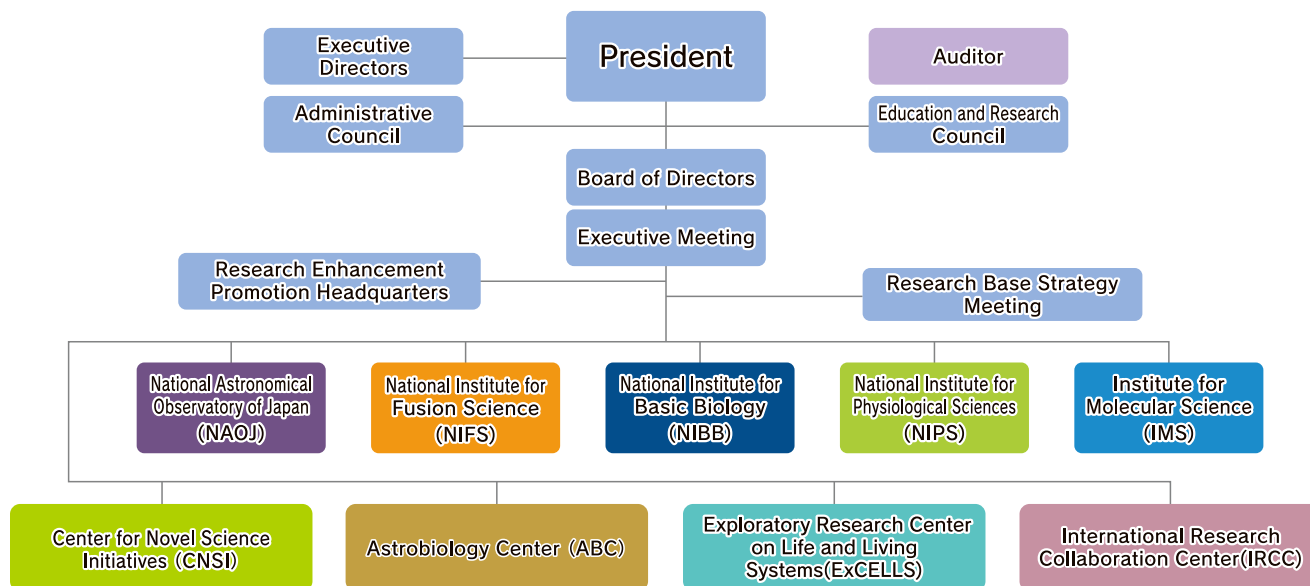 Executive
Directors
President
Auditor
Administrative
Council
Education and Research
Council
Board of Directors
Executive Meeting
Research Enhancement
Promotion Headquarters
Research Base Strategy
Meeting
National Astronomical
Observatory of Japan
(NAOJ)
National Institute for
Fusion Science
(NIFS)
National Institute for
Basic Biology
(NIBB)
National Institute for
Physiological Sciences
(NIPS)
Institute for
Molecular Science
(IMS)
Center for Novel Science
Initiatives (CNSI)
Astrobiology Center (ABC)
Exploratory Research Center
on Life and Living
Systems(ExCELLS)
International Research
Collaboration Center(IRCC)